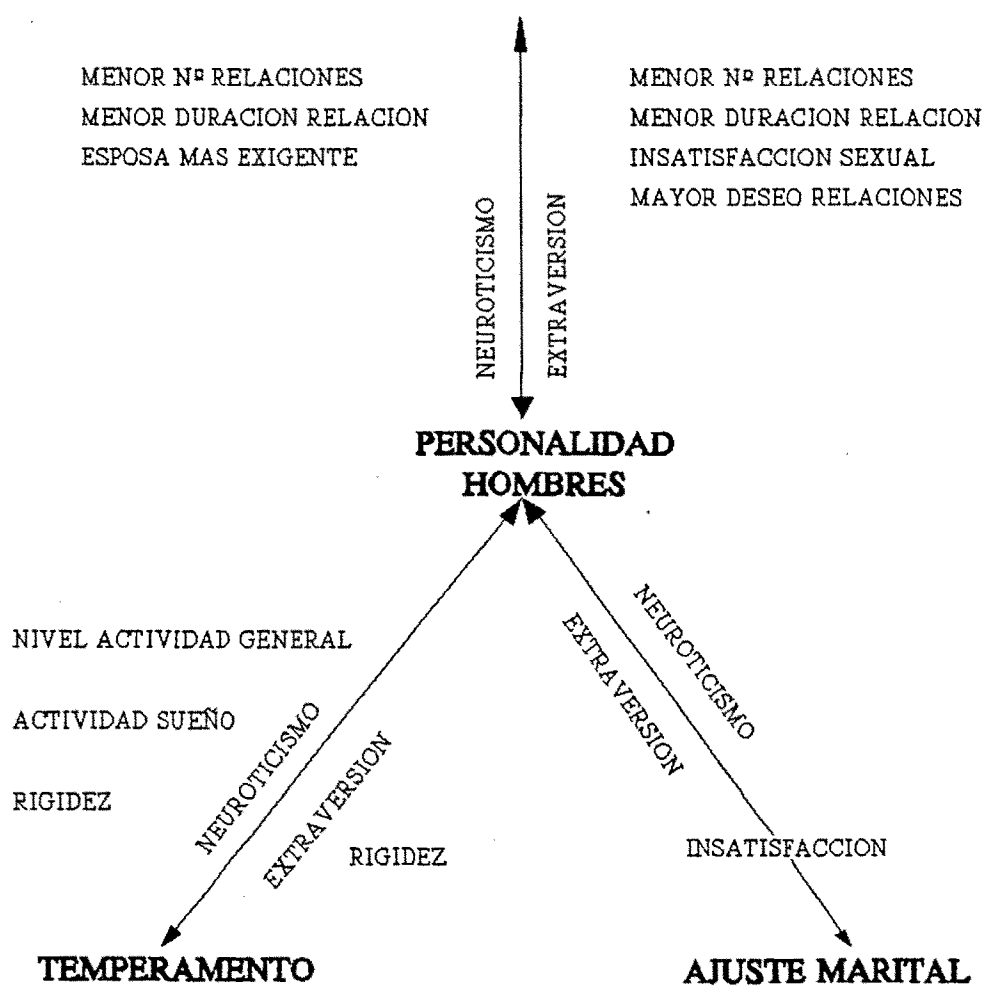 MENOR Nº RELACIONES
MENOR DURACION RELACION
ESPOSA MAS EXIGENTE
MENOR Nº RELACIONES
MENOR DURACION RELACION
INSATISFACCION SEXUAL
MAYOR DESEO RELACIONES
NEUROTICISMO
EXTRAVERSION
PERSONALIDAD
HOMBRES
NIVEL ACTIVIDAD GENERAL
ACTIVIDAD SUEÑO
RIGIDEZ
NEUROTICISMO
EXTRAVERSION
RIGIDEZ
NEUROTICISMO
EXTRAVERSION
INSATISFACCION
TEMPERAMENTO
AJUSTE MARITAL